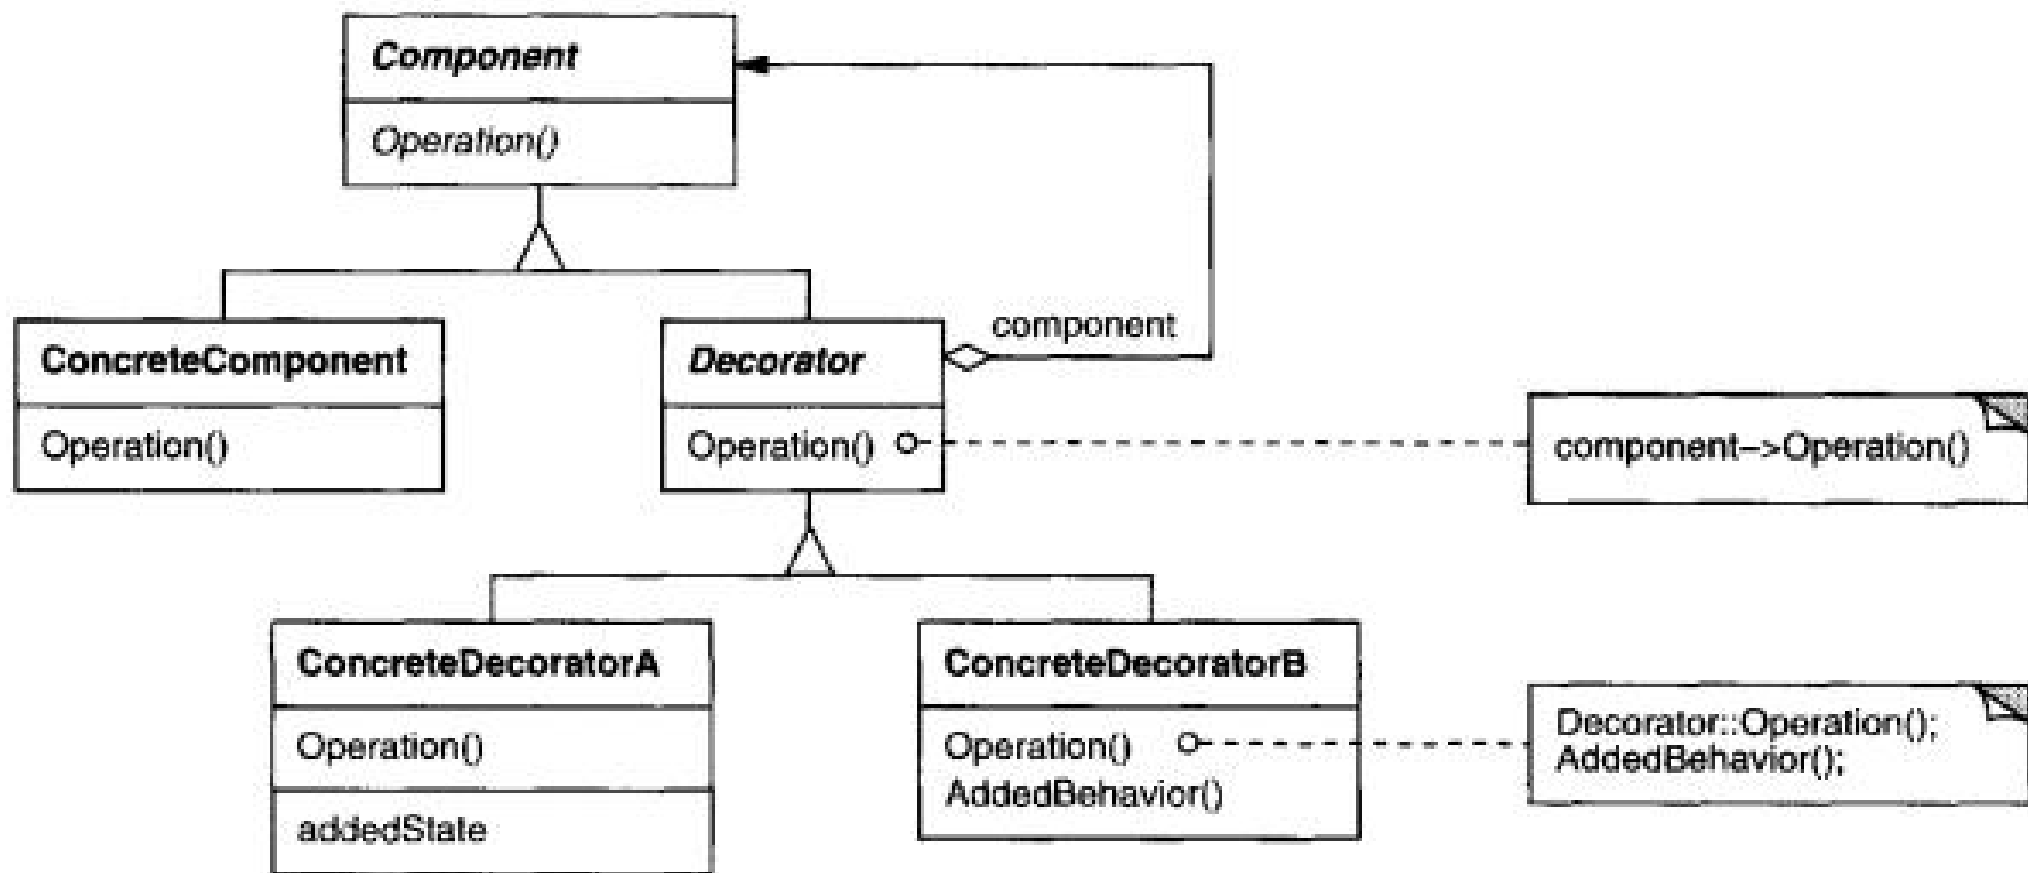 Component
Operation()
component
ConcreteComponent
Operation()
Decorator
Operation()
component–>Operation()
ConcreteDecoratorA
Operation()
addedState
ConcreteDecoratorB
Operation()
AddedBehavior()
Decorator::Operation();
AddedBehavior();